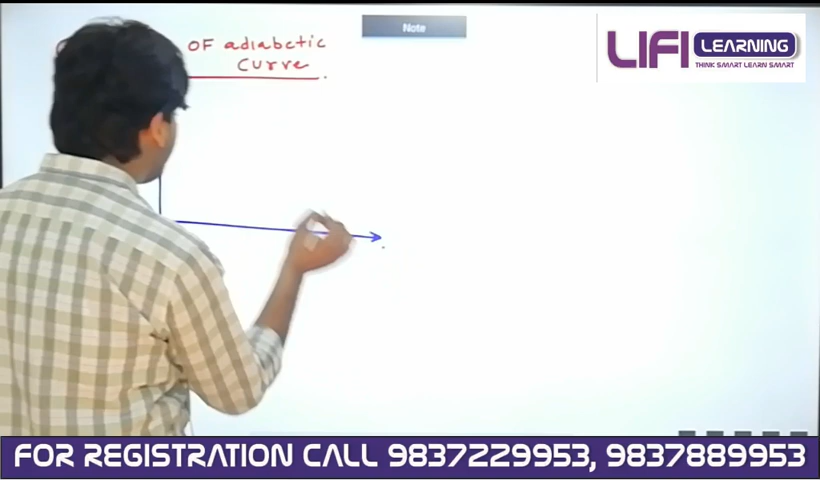 OF adiabetic
curve
Note
LIFI LEARNING
THINK SMART LEARN SMART
FOR REGISTRATION CALL 9837229953, 9837889953